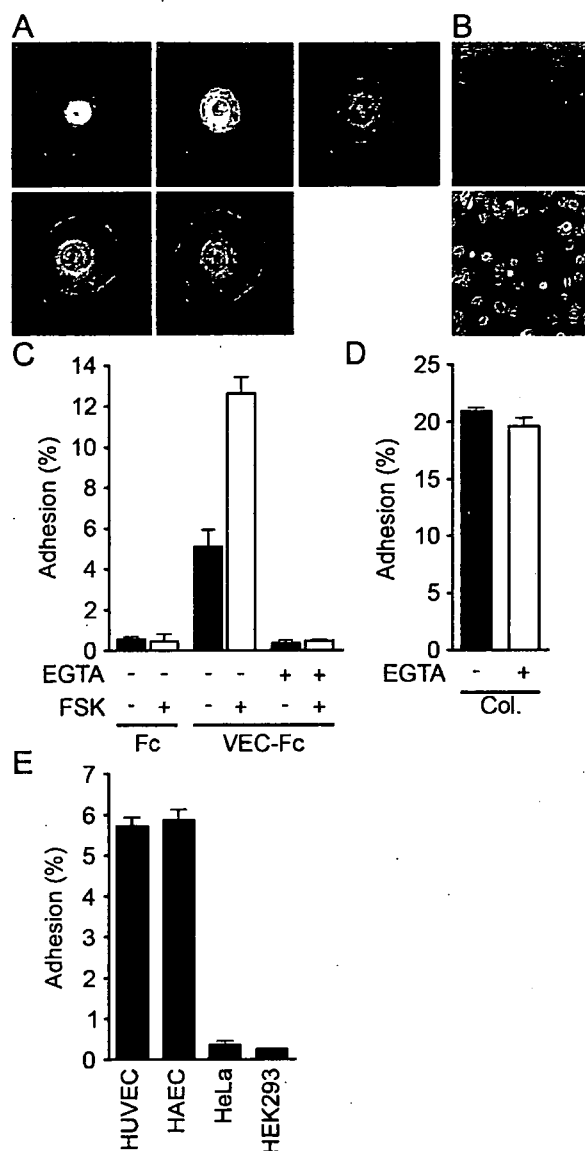 A
B
C
14
12
10
8
6
4
2
0
Adhesion (%)
EGTA - - - - + +
FSK - + - + - +
Fc VEC-Fc
D
25
20
15
10
5
0
Adhesion (%)
EGTA - +
Col.
E
7
6
5
4
3
2
1
0
Adhesion (%)
HUVEC
HAEC
HeLa
HEK293